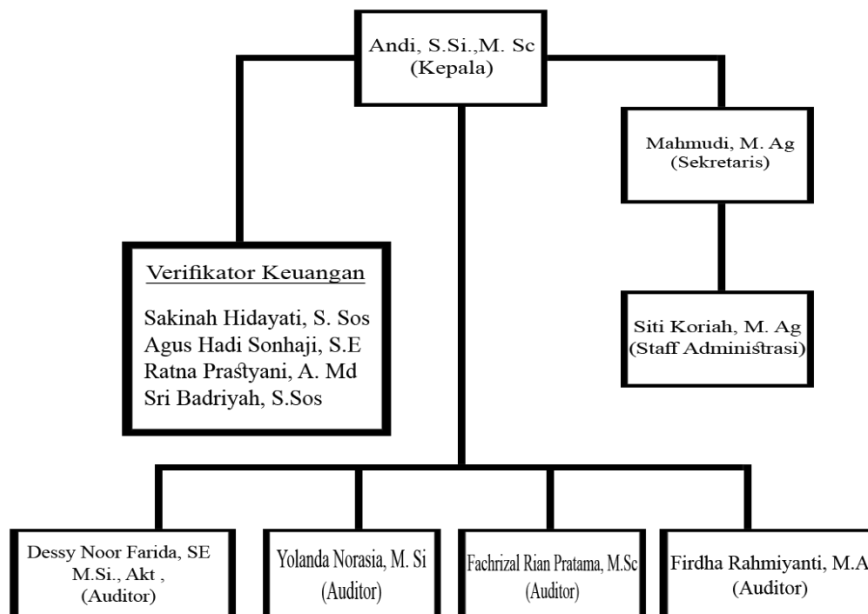 Andi, S.Si.,M. Sc
(Kepala)
Mahmudi, M. Ag
(Sekretaris)
Verifikator Keuangan
Sakinah Hidayati, S. Sos
Agus Hadi Sonhaji, S.E
Ratna Prastyani, A. Md
Sri Badriyah, S.Sos
Siti Koriah, M. Ag
(Staff Administrasi)
Dessy Noor Farida, SE
M.Si., Akt ,
(Auditor)
Yolanda Norasia, M. Si
(Auditor)
Fachrizal Rian Pratama, M.Sc
(Auditor)
Firdha Rahmiyanti, M.A
(Auditor)